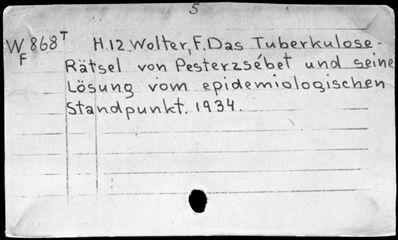 5
W 868ᵀ H.12. Wolter, F. Das Tuberkulose-
F
Rätsel von Pesterzsébet und seine
Lösung vom epidemiologischen
Standpunkt. 1934.